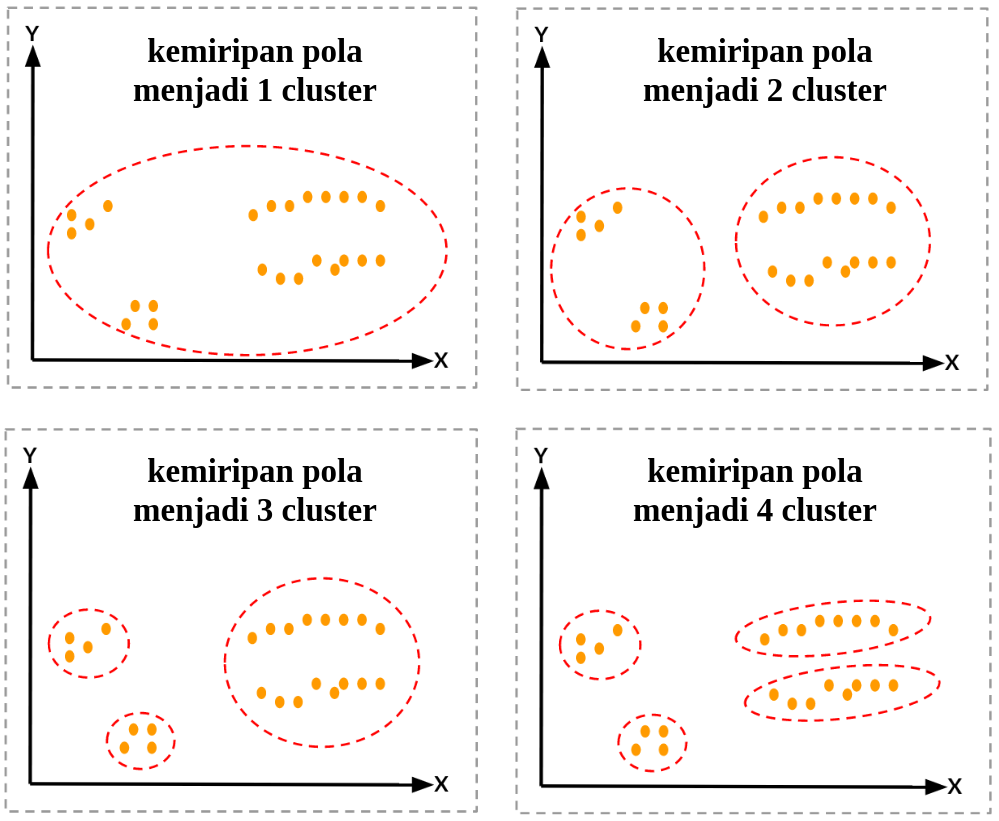 Y
kemiripan pola
menjadi 1 cluster
X
Y
kemiripan pola
menjadi 2 cluster
X
Y
kemiripan pola
menjadi 3 cluster
X
Y
kemiripan pola
menjadi 4 cluster
X